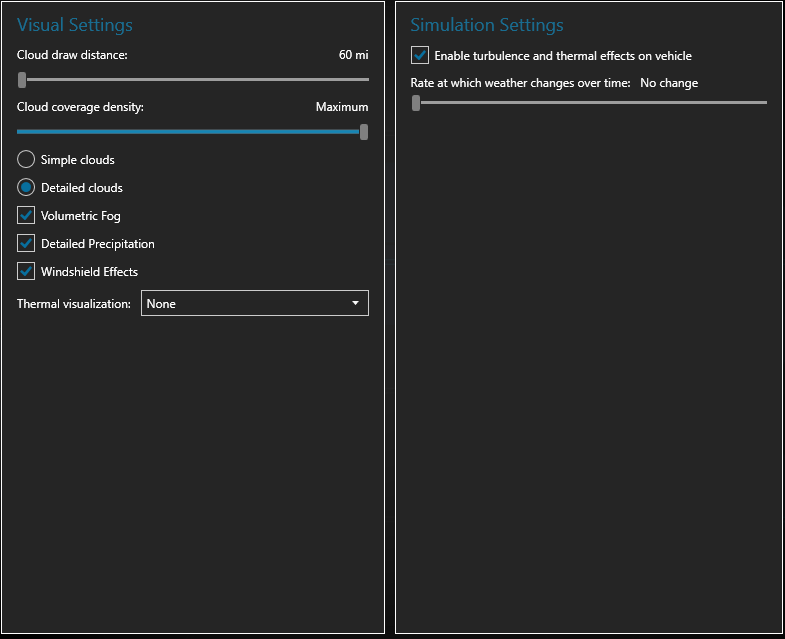 Visual Settings
Cloud draw distance: 60 mi
Cloud coverage density: Maximum
Simple clouds
Detailed clouds
Volumetric Fog
Detailed Precipitation
Windshield Effects
Thermal visualization: None
Simulation Settings
Enable turbulence and thermal effects on vehicle
Rate at which weather changes over time: No change